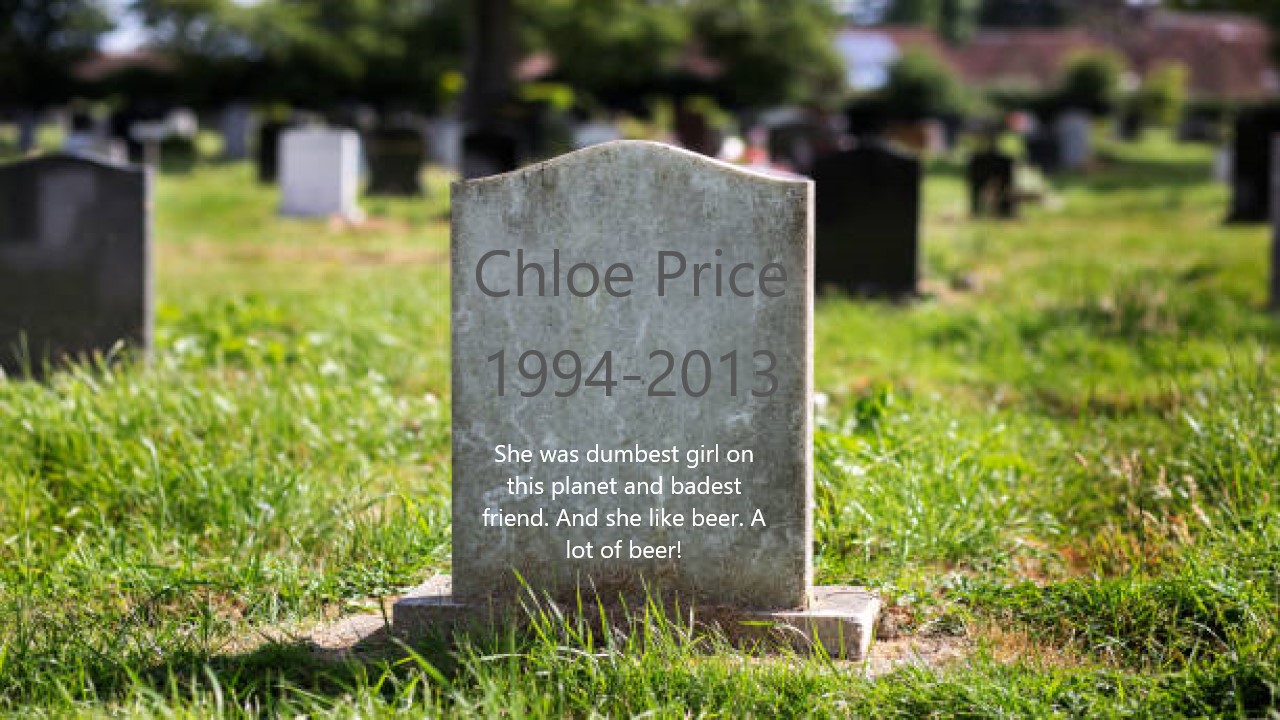 Chloe Price
1994-2013
She was dumbest girl on
this planet and badest
friend. And she like beer. A
lot of beer!